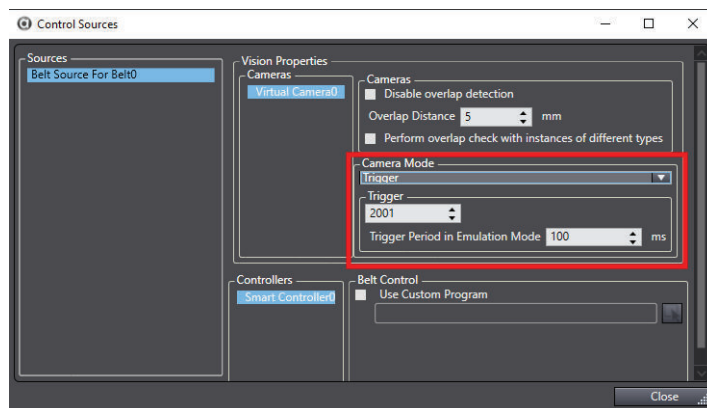 Control Sources
Sources
Belt Source For Belt0
Vision Properties
Cameras
Virtual Camera0
Cameras
Disable overlap detection
Overlap Distance 5 mm
Perform overlap check with instances of different types
Camera Mode
Trigger
Trigger
2001
Trigger Period in Emulation Mode 100 ms
Controllers
Smart Controller0
Belt Control
Use Custom Program
Close